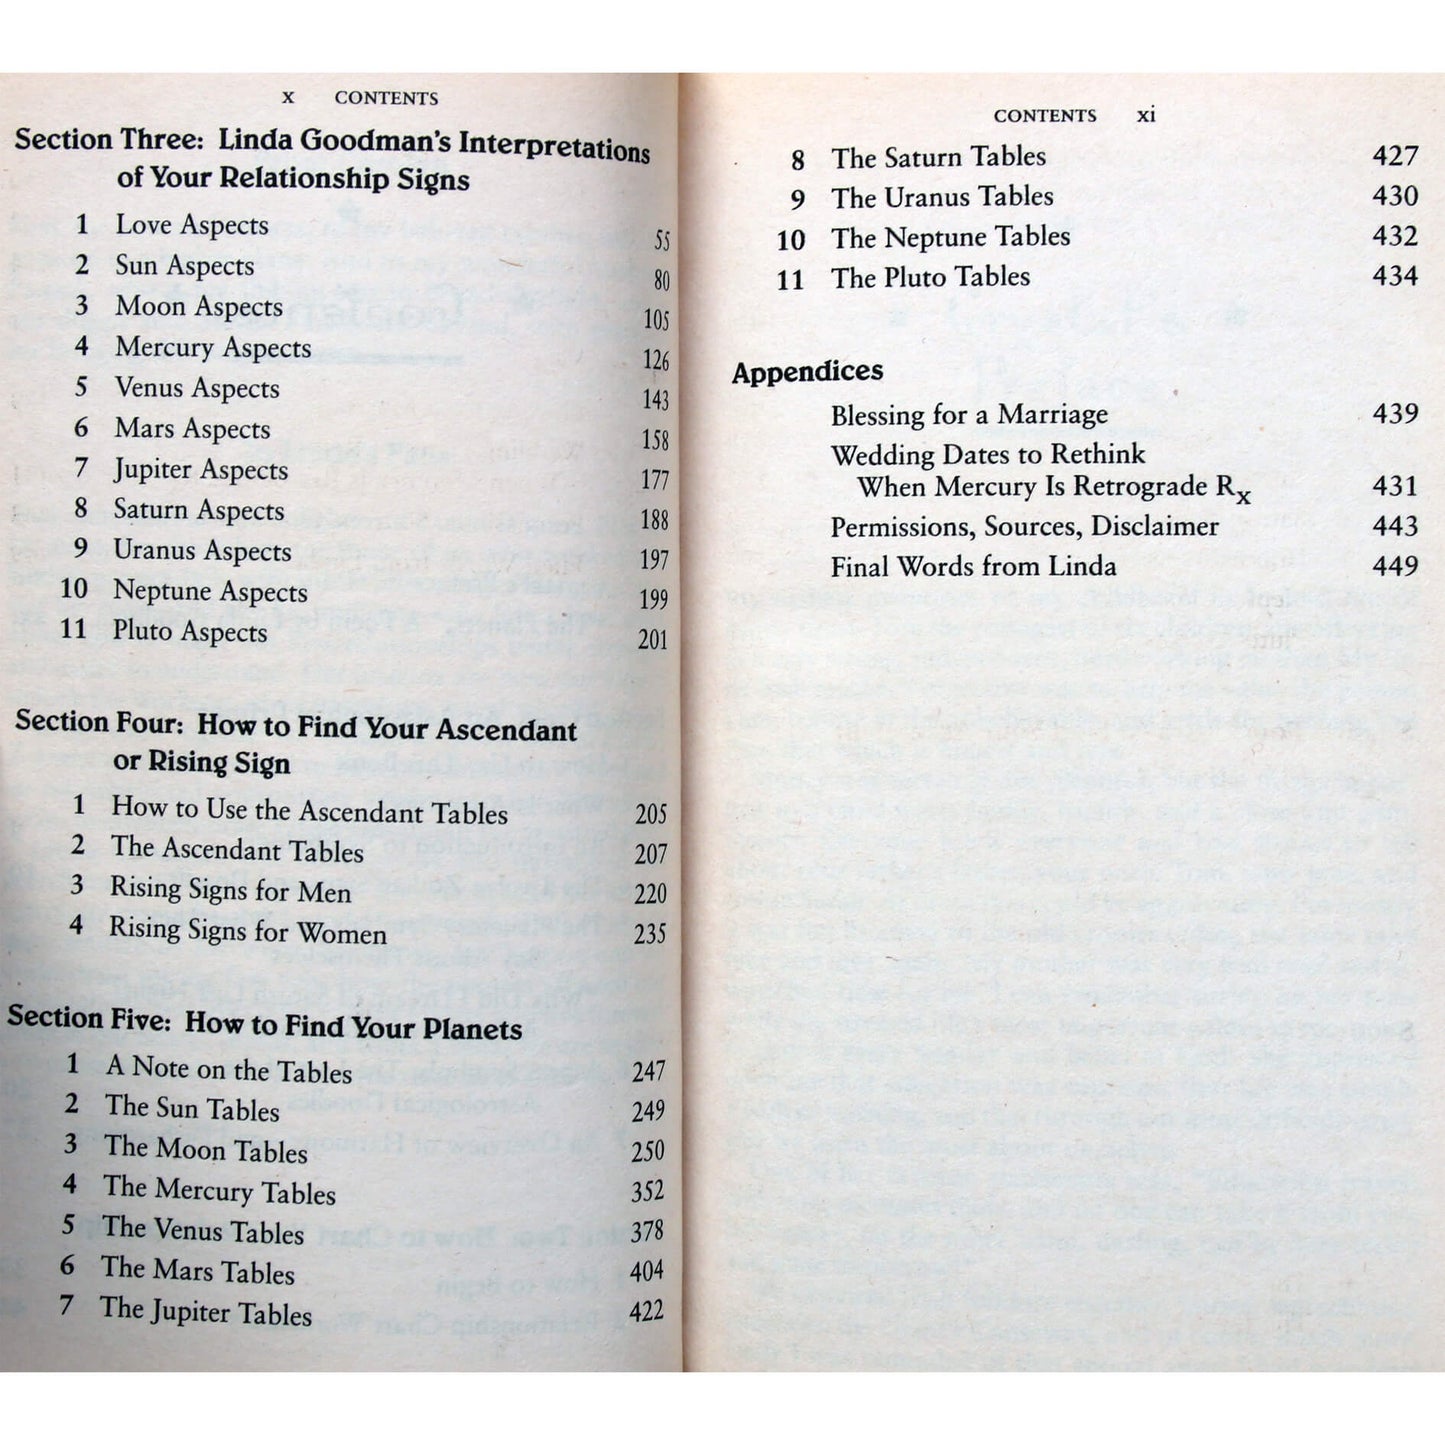 x CONTENTS
Section Three: Linda Goodman's Interpretations
of Your Relationship Signs
1 Love Aspects 55
2 Sun Aspects 80
3 Moon Aspects 105
4 Mercury Aspects 126
5 Venus Aspects 143
6 Mars Aspects 158
7 Jupiter Aspects 177
8 Saturn Aspects 188
9 Uranus Aspects 197
10 Neptune Aspects 199
11 Pluto Aspects 201
Section Four: How to Find Your Ascendant
or Rising Sign
1 How to Use the Ascendant Tables 205
2 The Ascendant Tables 207
3 Rising Signs for Men 220
4 Rising Signs for Women 235
Section Five: How to Find Your Planets
1 A Note on the Tables 247
2 The Sun Tables 249
3 The Moon Tables 250
4 The Mercury Tables 352
5 The Venus Tables 378
6 The Mars Tables 404
7 The Jupiter Tables 422
CONTENTS xi
8 The Saturn Tables 427
9 The Uranus Tables 430
10 The Neptune Tables 432
11 The Pluto Tables 434
Appendices
Blessing for a Marriage 439
Wedding Dates to Rethink
When Mercury Is Retrograde Rx 431
Permissions, Sources, Disclaimer 443
Final Words from Linda 449